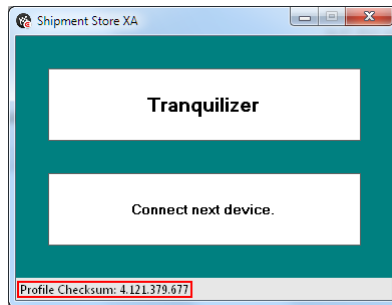 Shipment Store XA
Tranquilizer
Connect next device.
Profile Checksum: 4.121.379.677